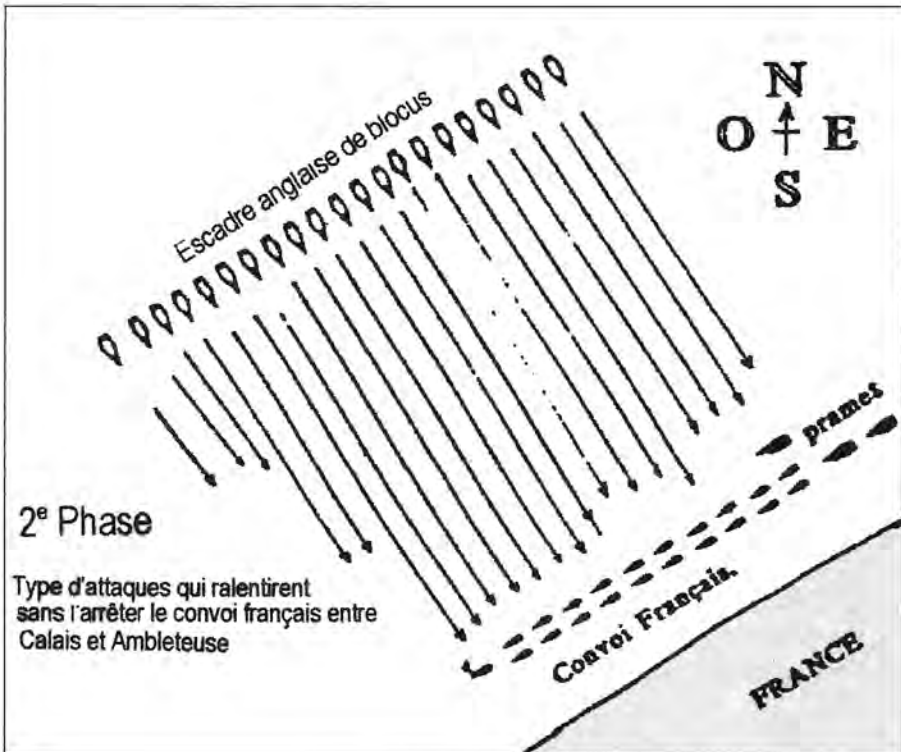 Escadre anglaise de blocus
N
O E
S
prames
2e Phase
Type d'attaques qui ralentirent
sans l'arrêter le convoi français entre
Calais et Ambleteuse
Convoi Français.
FRANCE